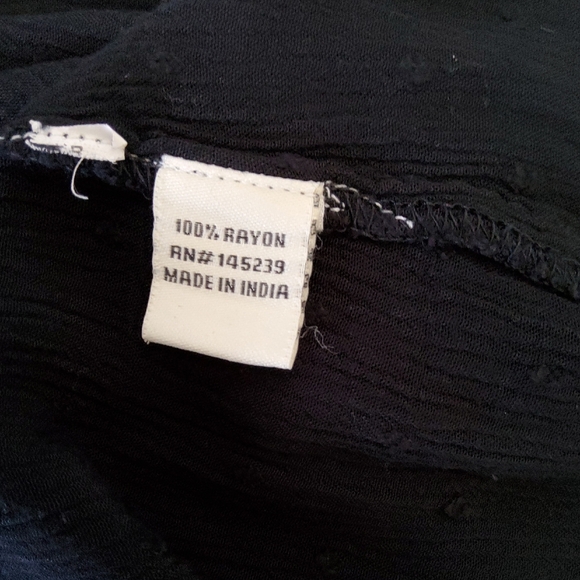 100% RAYON
RN# 145239
MADE IN INDIA